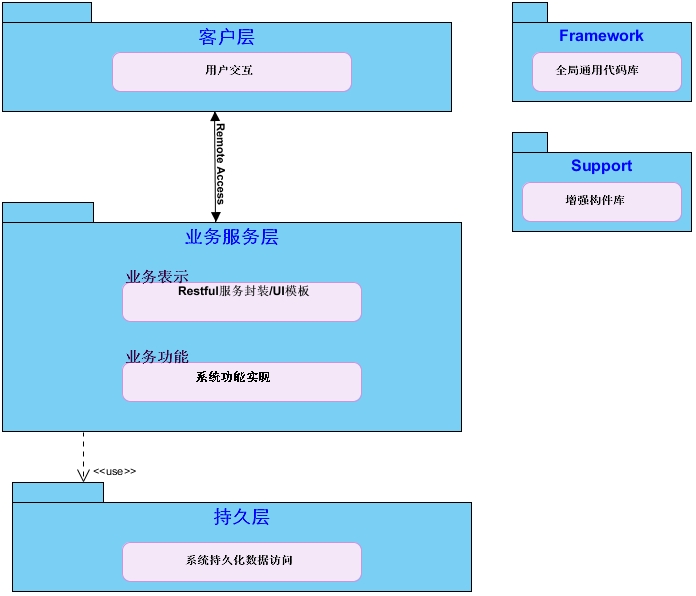 客户层
用户交互
Remote Access
业务服务层
业务表示
Restful服务封装/UI模板
业务功能
系统功能实现
<<use>>
持久层
系统持久化数据访问
Framework
全局通用代码库
Support
增强构件库